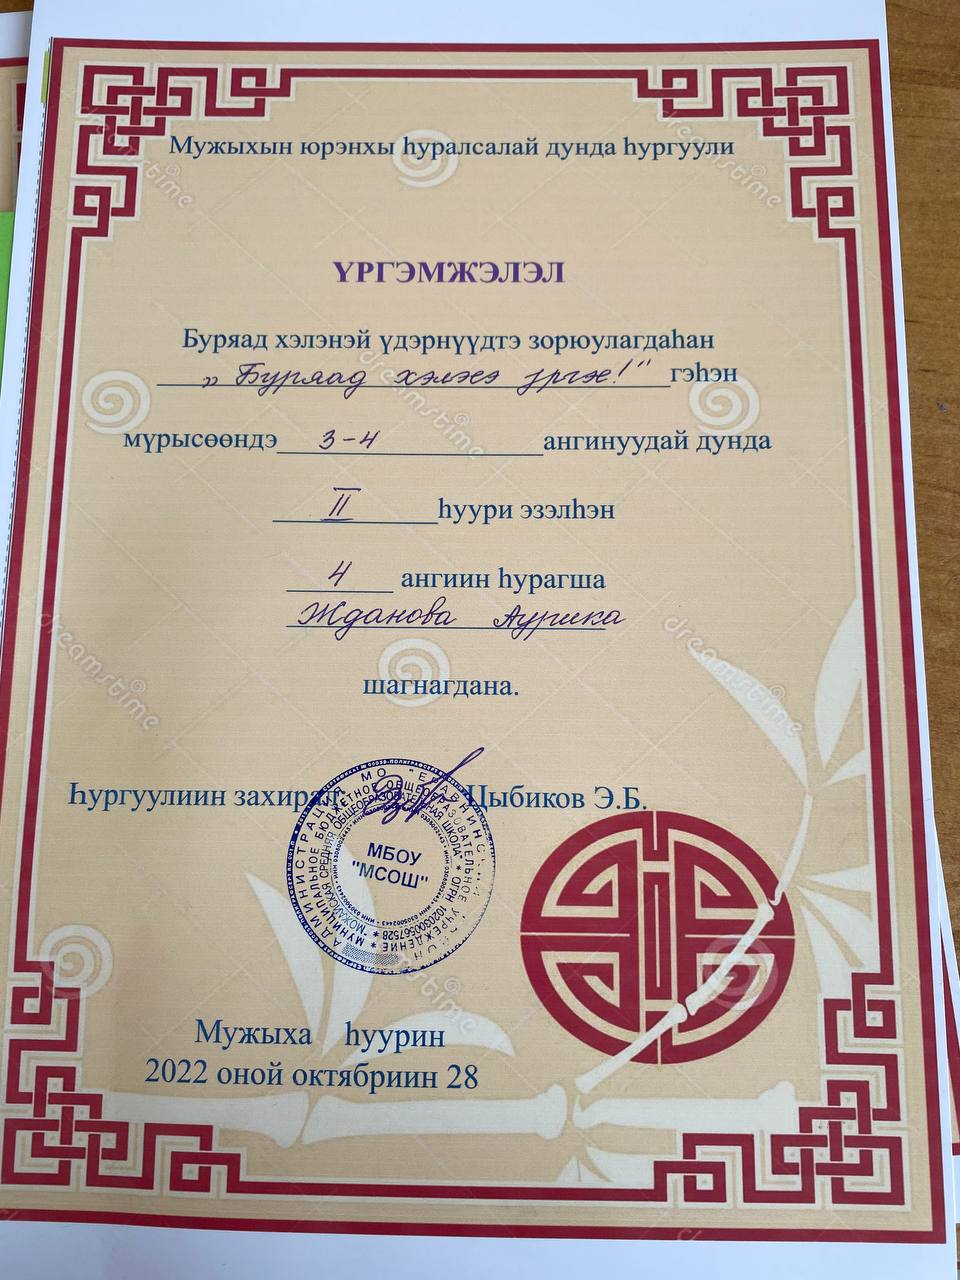 Мужыхын юрэнхы һуралсалай дунда һургуули
ҮРГЭМЖЭЛЭЛ
Буряад хэлэнэй үдэрнүүдтэ зорюулагдаһан
„Буряад хэлээ үргэе!“ гэһэн
мүрысөөндэ 3-4 ангинуудай дунда
II һуури эзэлһэн
4 ангиин һурагша
Жданова Аурика
шагнагдана.
Һургуулиин захирал Цыбиков Э.Б.
МБОУ
"МСОШ"
Мужыха һуурин
2022 оной октябриин 28